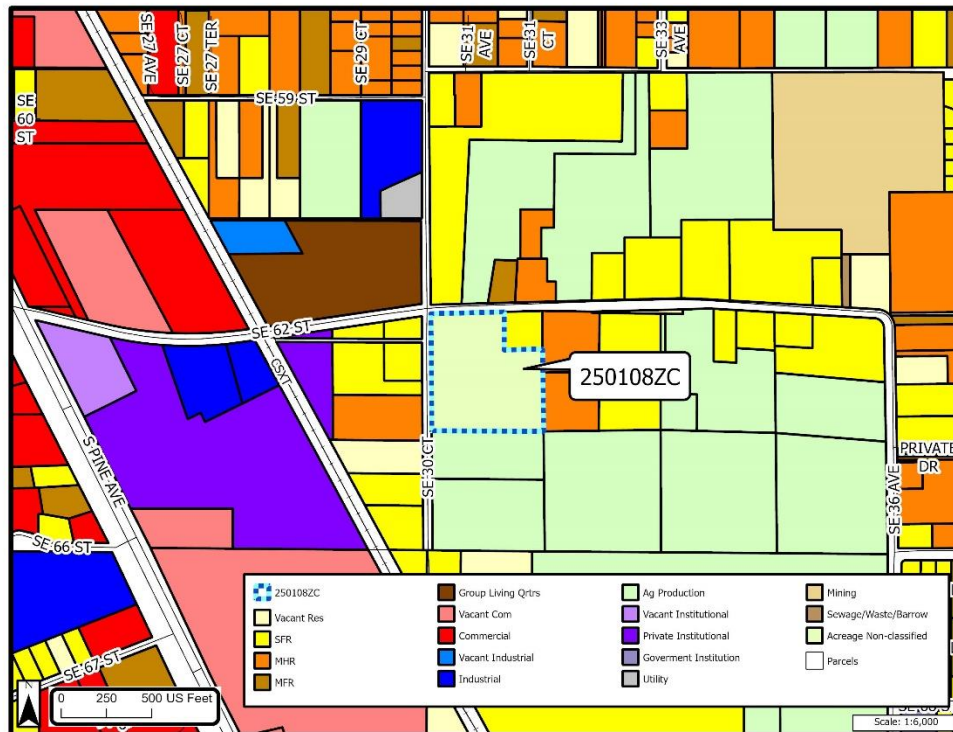 SE 27 AVE
SE 27 CT
SE 27 TER
SE 29 CT
SE 31
AVE
SE 31
CT
SE 33
AVE
SE 59 ST
SE
60
ST
SE 62 ST
CSXT
250108ZC
S PINE AVE
SE 30 CT
PRIVATE
DR
SE 36 AVE
SE 66 ST
SE 67 ST
250108ZC
Vacant Res
SFR
MHR
MFR
Group Living Qrtrs
Vacant Com
Commercial
Vacant Industrial
Industrial
Ag Production
Vacant Institutional
Private Institutional
Goverment Institution
Utility
Mining
Sewage/Waste/Barrow
Acreage Non-classified
Parcels
N
0 250 500 US Feet
Scale: 1:6,000